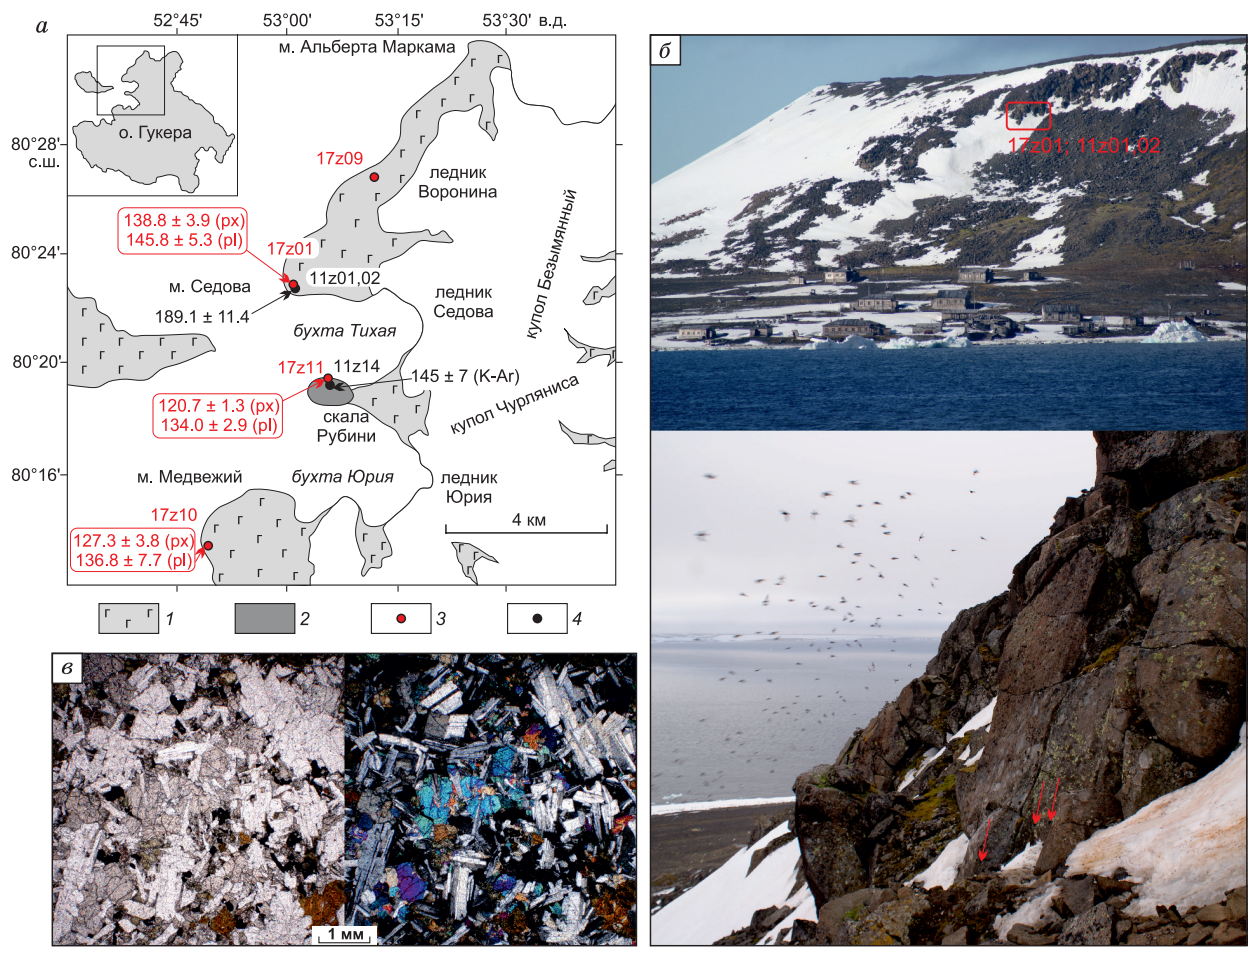 а
52°45'
53°00'
53°15'
53°30' в.д.
м. Альберта Маркама
о. Гукера
80°28'
с.ш.
17z09
ледник
Воронина
138.8 ± 3.9 (px)
145.8 ± 5.3 (pl)
80°24'
17z01
11z01,02
м. Седова
189.1 ± 11.4
ледник
Седова
купол Безымянный
бухта Тихая
80°20'
17z11
11z14
145 ± 7 (K-Ar)
120.7 ± 1.3 (px)
134.0 ± 2.9 (pl)
скала
Рубини
купол Чурляниса
80°16'
м. Медвежий
бухта Юрия
ледник
Юрия
17z10
4 км
127.3 ± 3.8 (px)
136.8 ± 7.7 (pl)
Г
1
2
3
4
б
17z01; 11z01,02
в
1 мм